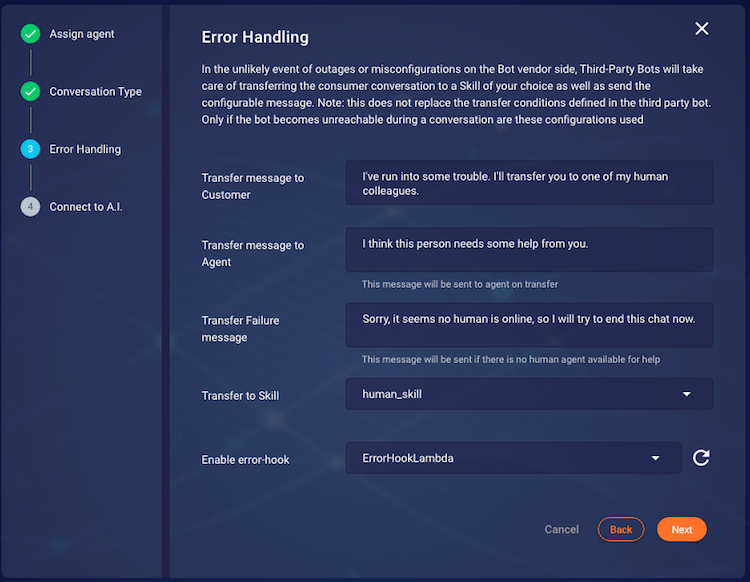 Assign agent
Conversation Type
3 Error Handling
4 Connect to A.I.
Error Handling
In the unlikely event of outages or misconfigurations on the Bot vendor side, Third-Party Bots will take
care of transferring the consumer conversation to a Skill of your choice as well as send the
configurable message. Note: this does not replace the transfer conditions defined in the third party bot.
Only if the bot becomes unreachable during a conversation are these configurations used
Transfer message to
Customer
I've run into some trouble. I'll transfer you to one of my human
colleagues.
Transfer message to
Agent
I think this person needs some help from you.
This message will be sent to agent on transfer
Transfer Failure
message
Sorry, it seems no human is online, so I will try to end this chat now.
This message will be sent if there is no human agent available for help
Transfer to Skill
human_skill
Enable error-hook
ErrorHookLambda
Cancel
Back
Next